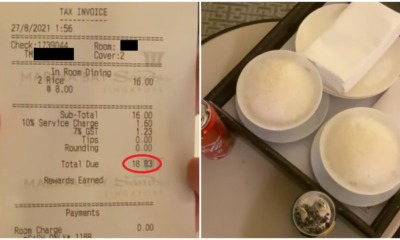 TAX INVOICE
27/8/2021 1:56
Check:1739044 Room:
Cover:2
In Room Dining
2 Rice 16.00
@ 8.00
Sub-Total 16.00
10% Service Charge 1.60
7% GST 1.23
Tips 0.00
Rounding 0.00
Total Due 18.83
Rewards Earned
Payments
Room Charge 0.00